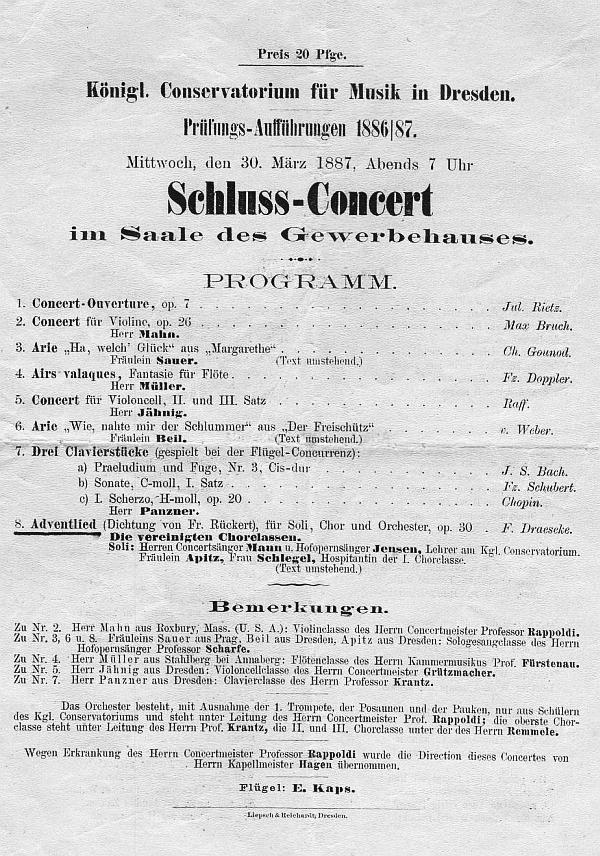 Preis 20 Pfge.
Königl. Conservatorium für Musik in Dresden.
Prüfungs-Aufführungen 1886/87.
Mittwoch, den 30. März 1887, Abends 7 Uhr
Schluss-Concert
im Saale des Gewerbehauses.
PROGRAMM.
1. Concert-Ouverture, op. 7 . . . . . . . . . . . . Jul. Rietz.
2. Concert für Violine, op. 26 . . . . . . . . . . . . Max Bruch.
Herr Mahn.
3. Arie „Ha, welch' Glück“ aus „Margarethe“ . . . . . . . . Ch. Gounod.
Fräulein Sauer. (Text umstehend.)
4. Airs valaques, Fantasie für Flöte . . . . . . . . . . Fz. Doppler.
Herr Müller.
5. Concert für Violoncell, II. und III. Satz . . . . . . . . Raff.
Herr Jähnig.
6. Arie „Wie, nahte mir der Schlummer“ aus „Der Freischütz“ . . . . v. Weber.
Fräulein Beil. (Text umstehend.)
7. Drei Clavierstücke (gespielt bei der Flügel-Concurrenz):
a) Praeludium und Fuge, Nr. 3, Cis-dur . . . . . . . J. S. Bach.
b) Sonate, C-moll, I. Satz . . . . . . . . . . Fz. Schubert.
c) I. Scherzo, H-moll, op. 20 . . . . . . . . . Chopin.
Herr Panzner.
8. Adventlied (Dichtung von Fr. Rückert), für Soli, Chor und Orchester, op. 30 . F. Draeseke.
Die vereinigten Chorclassen.
Soli: Herren Concertsänger Mann u. Hofopernsänger Jensen, Lehrer am Kgl. Conservatorium.
Fräulein Apitz, Frau Schlegel, Hospitantin der I. Chorclasse.
(Text umstehend.)
Bemerkungen.
Zu Nr. 2. Herr Mahn aus Roxbury, Mass. (U. S. A.): Violinclasse des Herrn Concertmeister Professor Rappoldi.
Zu Nr. 3, 6 u. 8. Fräuleins Sauer aus Prag, Beil aus Dresden, Apitz aus Dresden: Sologesangclasse des Herrn
Hofopernsänger Professor Scharfe.
Zu Nr. 4. Herr Müller aus Stahlberg bei Annaberg: Flötenclasse des Herrn Kammermusikus Prof. Fürstenau.
Zu Nr. 5. Herr Jähnig aus Dresden: Violoncellclasse des Herrn Concertmeister Grützmacher.
Zu Nr. 7. Herr Panzner aus Dresden: Clavierclasse des Herrn Professor Krantz.
Das Orchester besteht, mit Ausnahme der 1. Trompete, der Posaunen und der Pauken, nur aus Schülern
des Kgl. Conservatoriums und steht unter Leitung des Herrn Concertmeister Prof. Rappoldi; die oberste Chor-
classe steht unter Leitung des Herrn Prof. Krantz, die II. und III. Chorclasse unter der des Herrn Remmele.
Wegen Erkrankung des Herrn Concertmeister Professor Rappoldi wurde die Direction dieses Concertes von
Herrn Kapellmeister Hagen übernommen.
Flügel: E. Kaps.
Liepsch & Reichardt, Dresden.